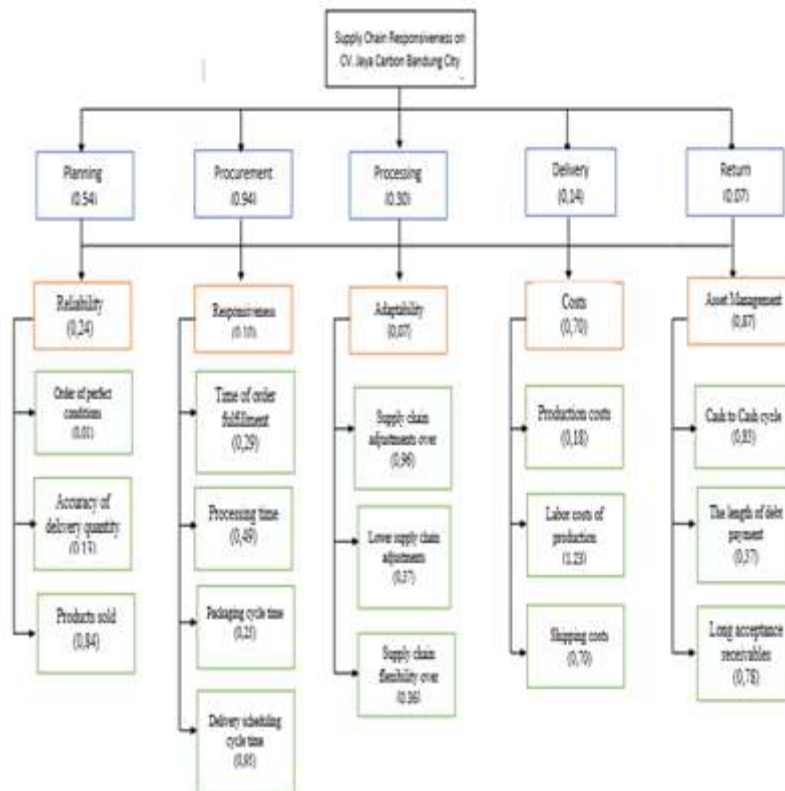 Supply Chain Responsiveness on
CV. Jaya Carbon Bandung City
Planning
(0.54)
Procurement
(0.94)
Processing
(0.30)
Delivery
(0,14)
Return
(0.07)
Reliability
(0,24)
Responsiveness
(0.10)
Adaptability
(0,07)
Costs
(0,70)
Asset Management
(0,87)
Order of perfect
conditions
(0,01)
Accuracy of
delivery quantity
(0.13)
Products sold
(0,84)
Time of order
fulfillment
(0,29)
Processing time
(0,49)
Packaging cycle time
(0,25)
Delivery scheduling
cycle time
(0,95)
Supply chain
adjustments over
(0,96)
Lower supply chain
adjustments
(0,37)
Supply chain
flexibility over
(0.36)
Production costs
(0,18)
Labor costs of
production
(1.23)
Shipping costs
(0,70)
Cash to Cash cycle
(0,83)
The length of debt
payment
(0,37)
Long acceptance
receivables
(0,78)